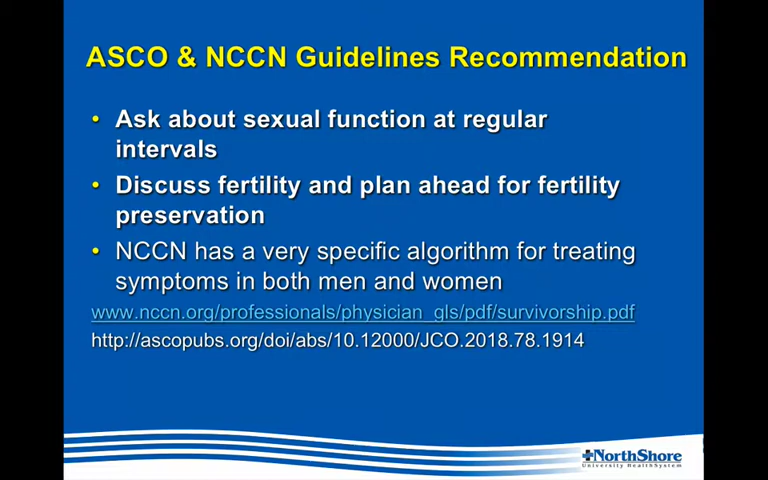 ASCO & NCCN Guidelines Recommendation
• Ask about sexual function at regular
intervals
• Discuss fertility and plan ahead for fertility
preservation
• NCCN has a very specific algorithm for treating
symptoms in both men and women
www.nccn.org/professionals/physician_gls/pdf/survivorship.pdf
http://ascopubs.org/doi/abs/10.12000/JCO.2018.78.1914
NorthShore
University HealthSystem